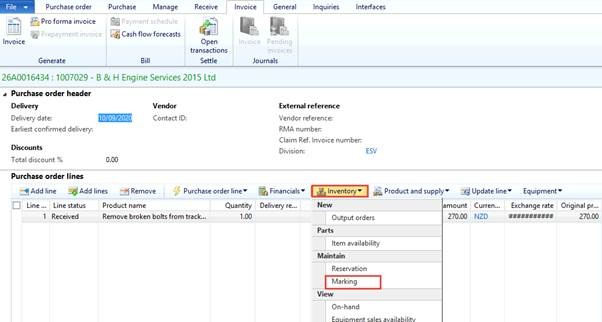 File Purchase order Purchase Manage Receive Invoice General Inquiries Interfaces
Invoice
Pro forma invoice
Prepayment invoice
Generate
Payment schedule
Cash flow forecasts
Bill
Open transactions
Settle
Invoice
Pending invoices
Journals
26A0016434 : 1007029 - B & H Engine Services 2015 Ltd
Purchase order header
Delivery Vendor External reference
Delivery date: 10/09/2020 Contact ID: Vendor reference:
Earliest confirmed delivery: RMA number:
Claim Ref. Invoice number:
Discounts Division: ESV
Total discount % 0.00
Purchase order lines
Add line Add lines Remove Purchase order line Financials Inventory Product and supply Update line Equipment
Line ... Line status Product name Quantity Delivery re... amount Curren... Exchange rate Original pr...
1 Received Remove broken bolts from track... 1.00 270.00 NZD ########### 270.00
New
Output orders
Parts
Item availability
Maintain
Reservation
Marking
View
On-hand
Equipment sales availability